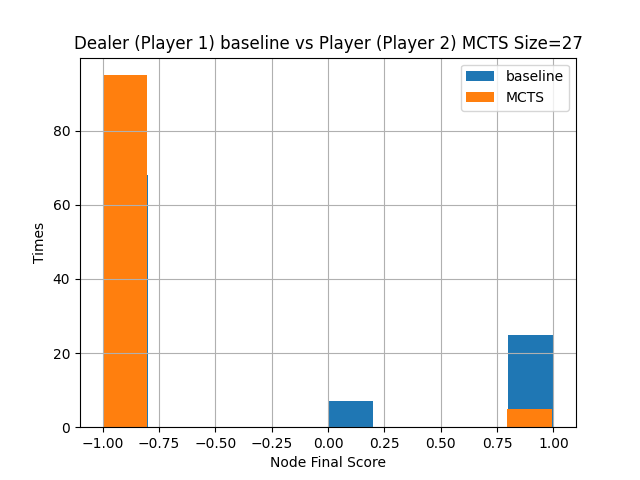 Dealer (Player 1) baseline vs Player (Player 2) MCTS Size=27
baseline
MCTS
80
60
40
20
0
Times
−1.00 −0.75 −0.50 −0.25 0.00 0.25 0.50 0.75 1.00
Node Final Score